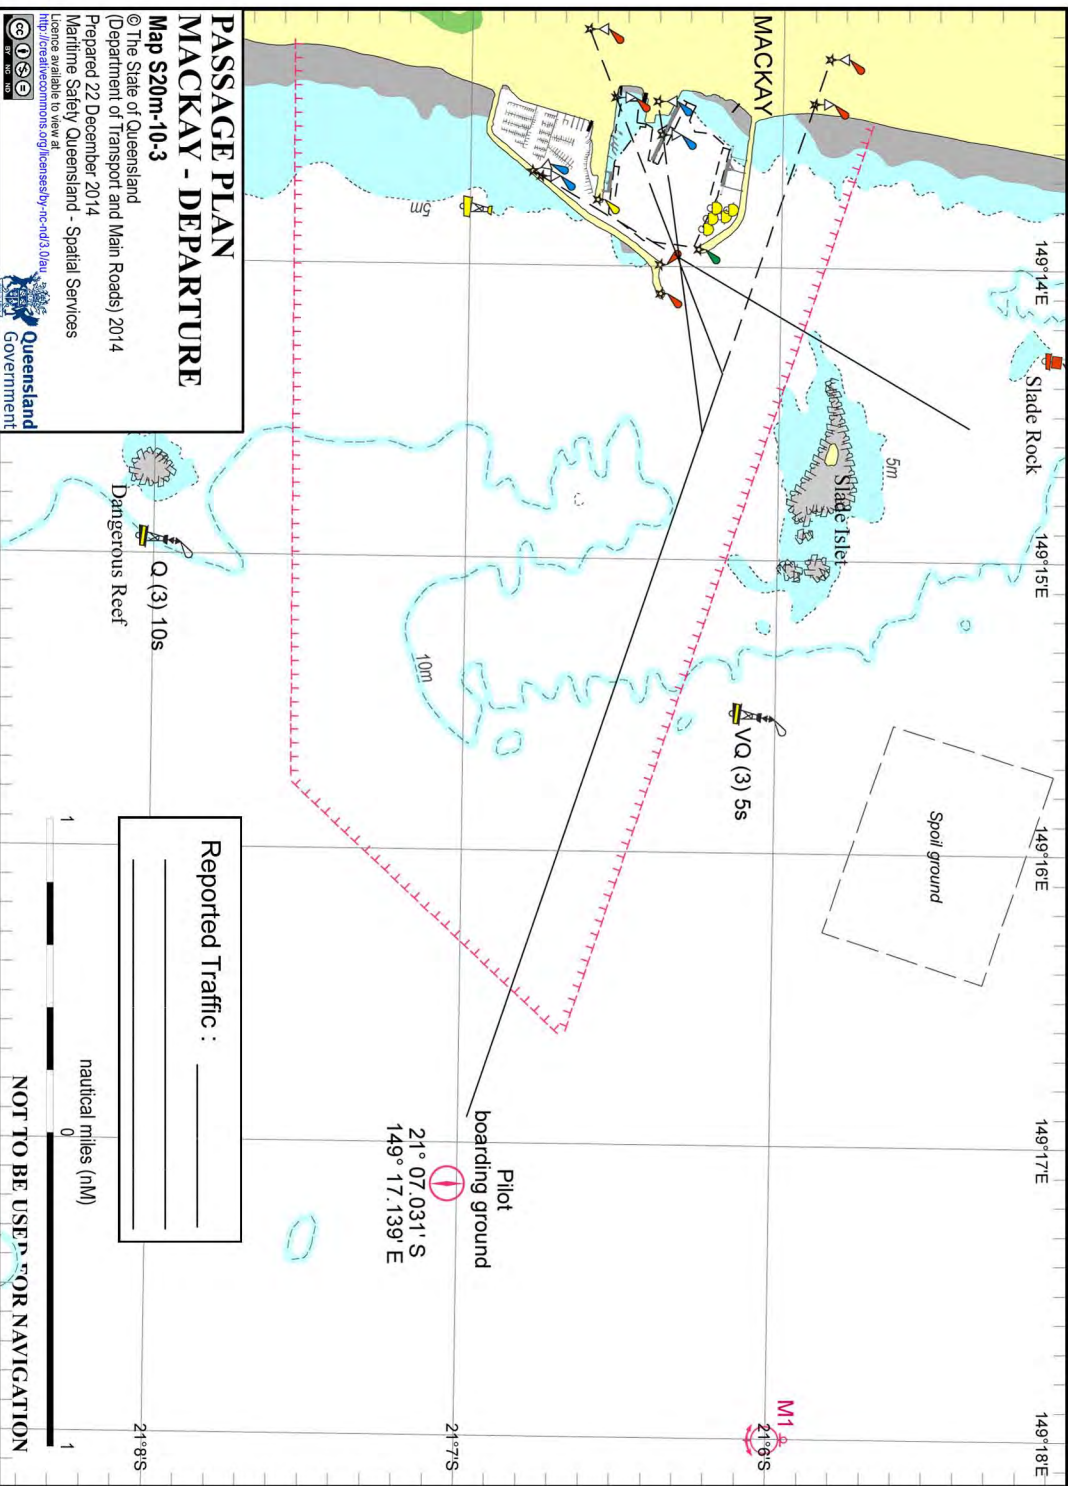 PASSAGE PLAN
MACKAY - DEPARTURE
Map S20m-10-3
© The State of Queensland
(Department of Transport and Main Roads) 2014
Prepared 22 December 2014
Maritime Safety Queensland - Spatial Services
Licence available to view at
http://creativecommons.org/licenses/by-nc-nd/3.0/au
cc
BY NC ND
Queensland
Government
MACKAY
149°14'E
149°15'E
149°16'E
149°17'E
149°18'E
Slade Rock
5m
Slade Islet
5m
10m
Dangerous Reef
Q (3) 10s
VQ (3) 5s
Spoil ground
Pilot
boarding ground
21° 07.031' S
149° 17.139' E
M1
21°6'S
21°7'S
21°8'S
Reported Traffic :
1
0
1
nautical miles (nM)
NOT TO BE USED FOR NAVIGATION